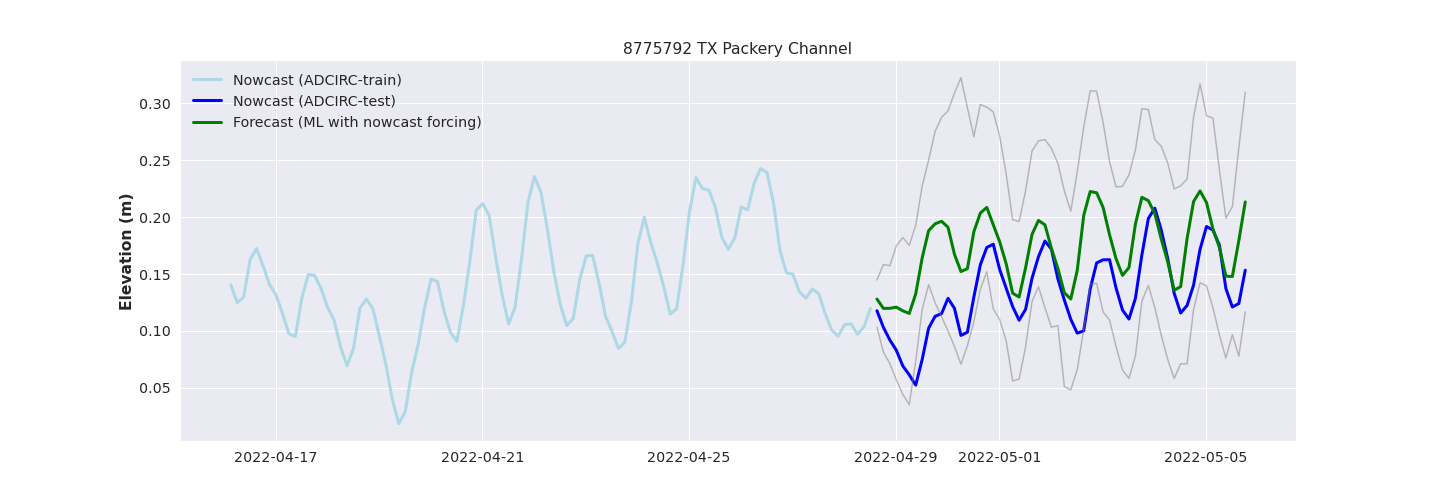 8775792 TX Packery Channel
Nowcast (ADCIRC-train)
Nowcast (ADCIRC-test)
Forecast (ML with nowcast forcing)
Elevation (m)
0.30
0.25
0.20
0.15
0.10
0.05
2022-04-17
2022-04-21
2022-04-25
2022-04-29
2022-05-01
2022-05-05